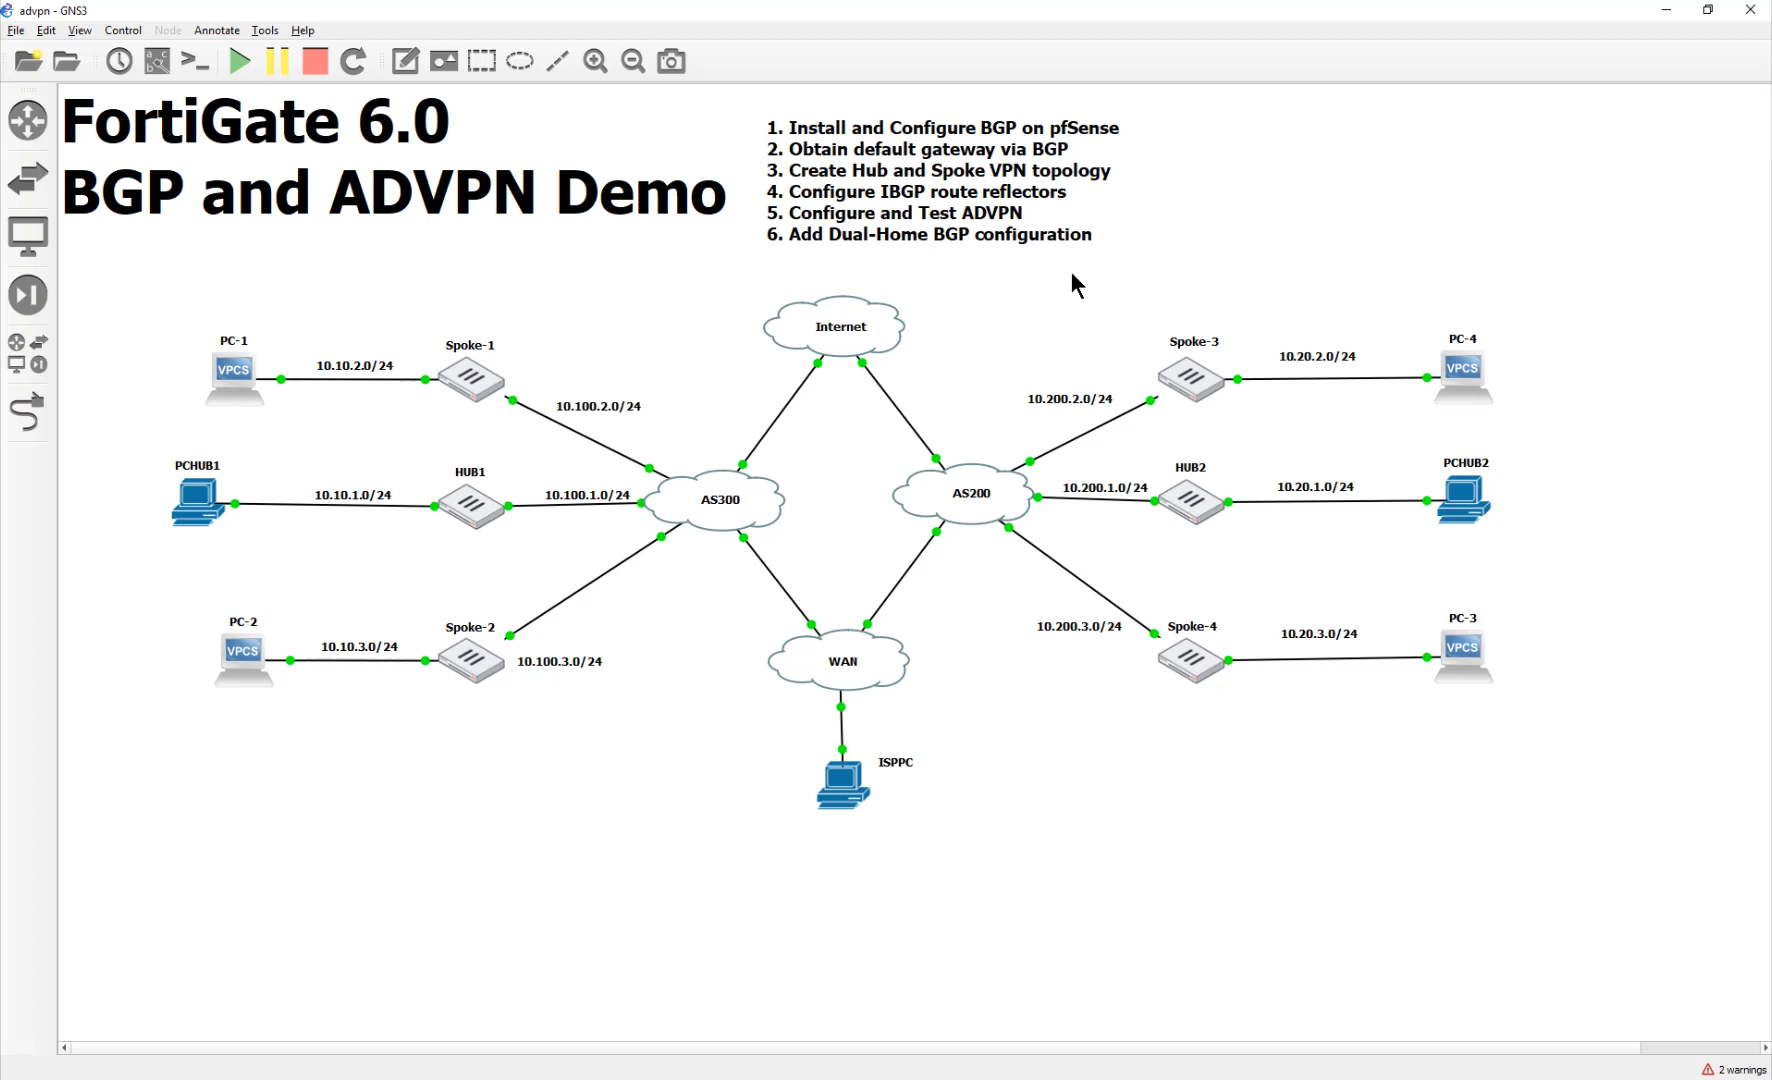 advpn - GNS3
File Edit View Control Node Annotate Tools Help
FortiGate 6.0
BGP and ADVPN Demo
1. Install and Configure BGP on pfSense
2. Obtain default gateway via BGP
3. Create Hub and Spoke VPN topology
4. Configure IBGP route reflectors
5. Configure and Test ADVPN
6. Add Dual-Home BGP configuration
Internet
PC-1
VPCS
10.10.2.0/24
Spoke-1
10.100.2.0/24
Spoke-3
10.200.2.0/24
10.20.2.0/24
PC-4
VPCS
PCHUB1
10.10.1.0/24
HUB1
10.100.1.0/24
AS300
AS200
10.200.1.0/24
HUB2
10.20.1.0/24
PCHUB2
PC-2
VPCS
10.10.3.0/24
Spoke-2
10.100.3.0/24
WAN
10.200.3.0/24
Spoke-4
10.20.3.0/24
PC-3
VPCS
ISPPC
2 warnings